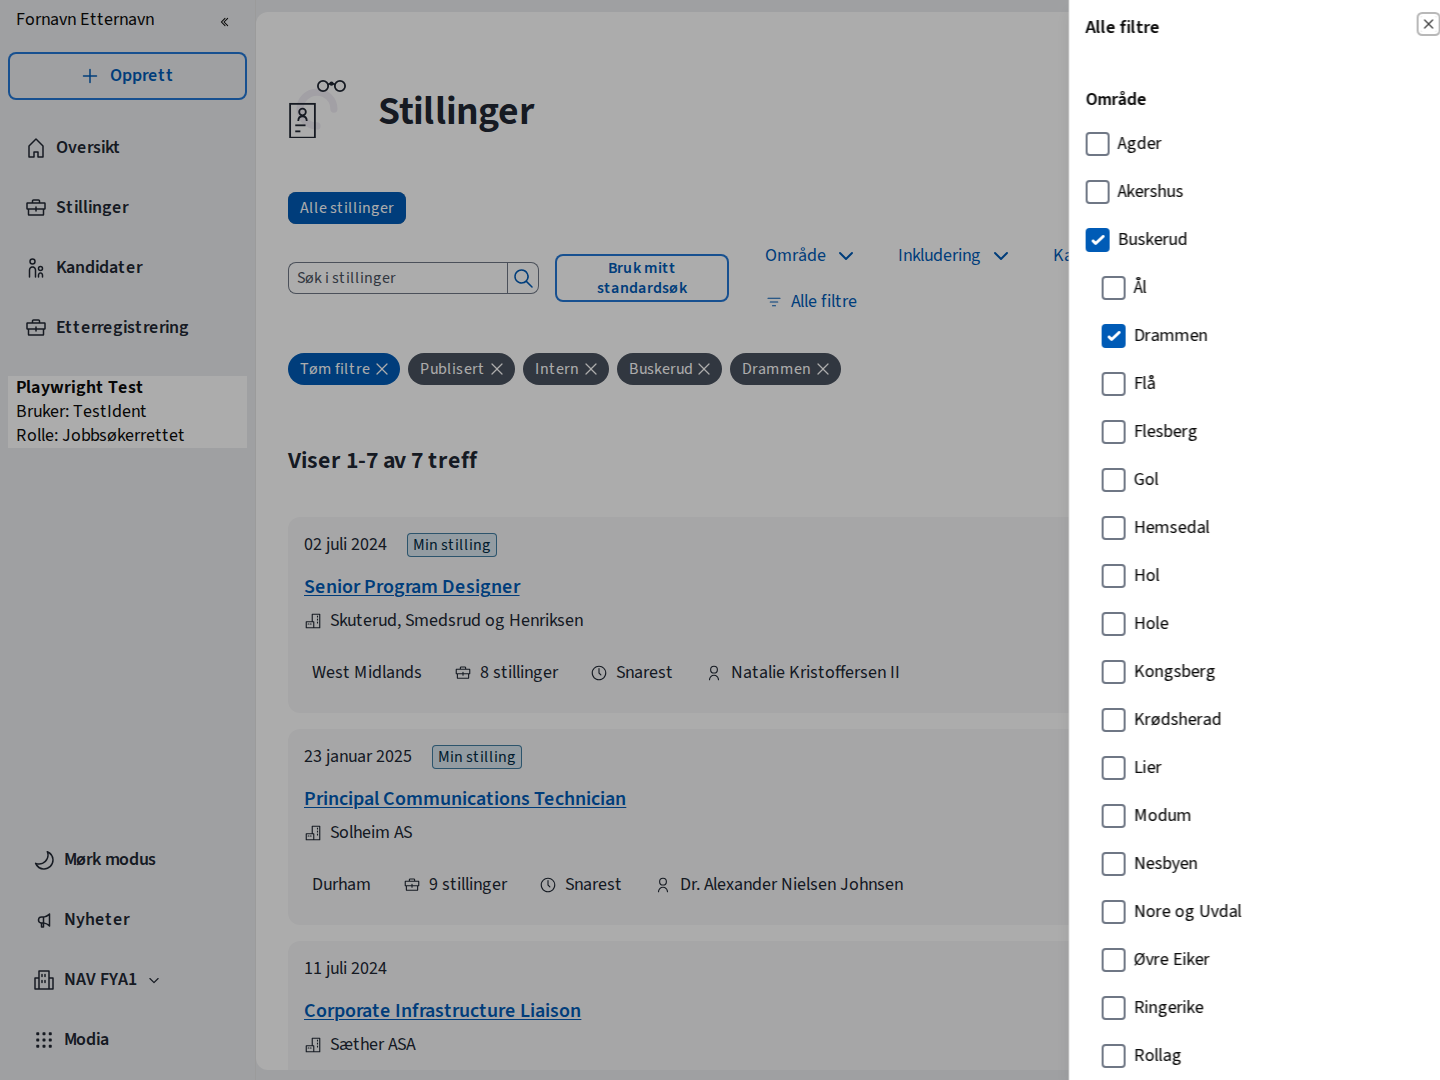 Fornavn Etternavn
Opprett
Oversikt
Stillinger
Kandidater
Etterregistrering
Playwright Test
Bruker: TestIdent
Rolle: Jobbsøkerrettet
Mørk modus
Nyheter
NAV FYA1
Media
Stillinger
Alle stillinger
Søk i stillinger
Bruk mitt
standardsøk
Område
Inkludering
Alle filtre
Tøm filtre
Publisert
Intern
Buskerud
Drammen
Viser 1-7 av 7 treff
02 juli 2024 Min stilling
Senior Program Designer
Skuterud, Smedsrud og Henriksen
West Midlands 8 stillinger Snarest Natalie Kristoffersen II
23 januar 2025 Min stilling
Principal Communications Technician
Solheim AS
Durham 9 stillinger Snarest Dr. Alexander Nielsen Johnsen
11 juli 2024
Corporate Infrastructure Liaison
Sæther ASA
Alle filtre
Område
Agder
Akershus
Buskerud
Ål
Drammen
Flå
Flesberg
Gol
Hemsedal
Hol
Hole
Kongsberg
Krødsherad
Lier
Modum
Nesbyen
Nore og Uvdal
Øvre Eiker
Ringerike
Rollag